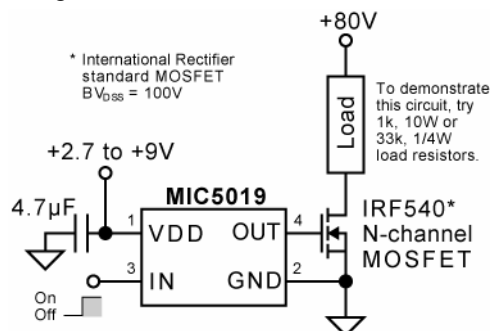 +80V
* International Rectifier
standard MOSFET
BVDSS = 100V
Load
To demonstrate
this circuit, try
1k, 10W or
33k, 1/4W
load resistors.
+2.7 to +9V
4.7µF
MIC5019
1
VDD
OUT
4
IRF540*
N-channel
MOSFET
3
IN
GND
2
On
Off